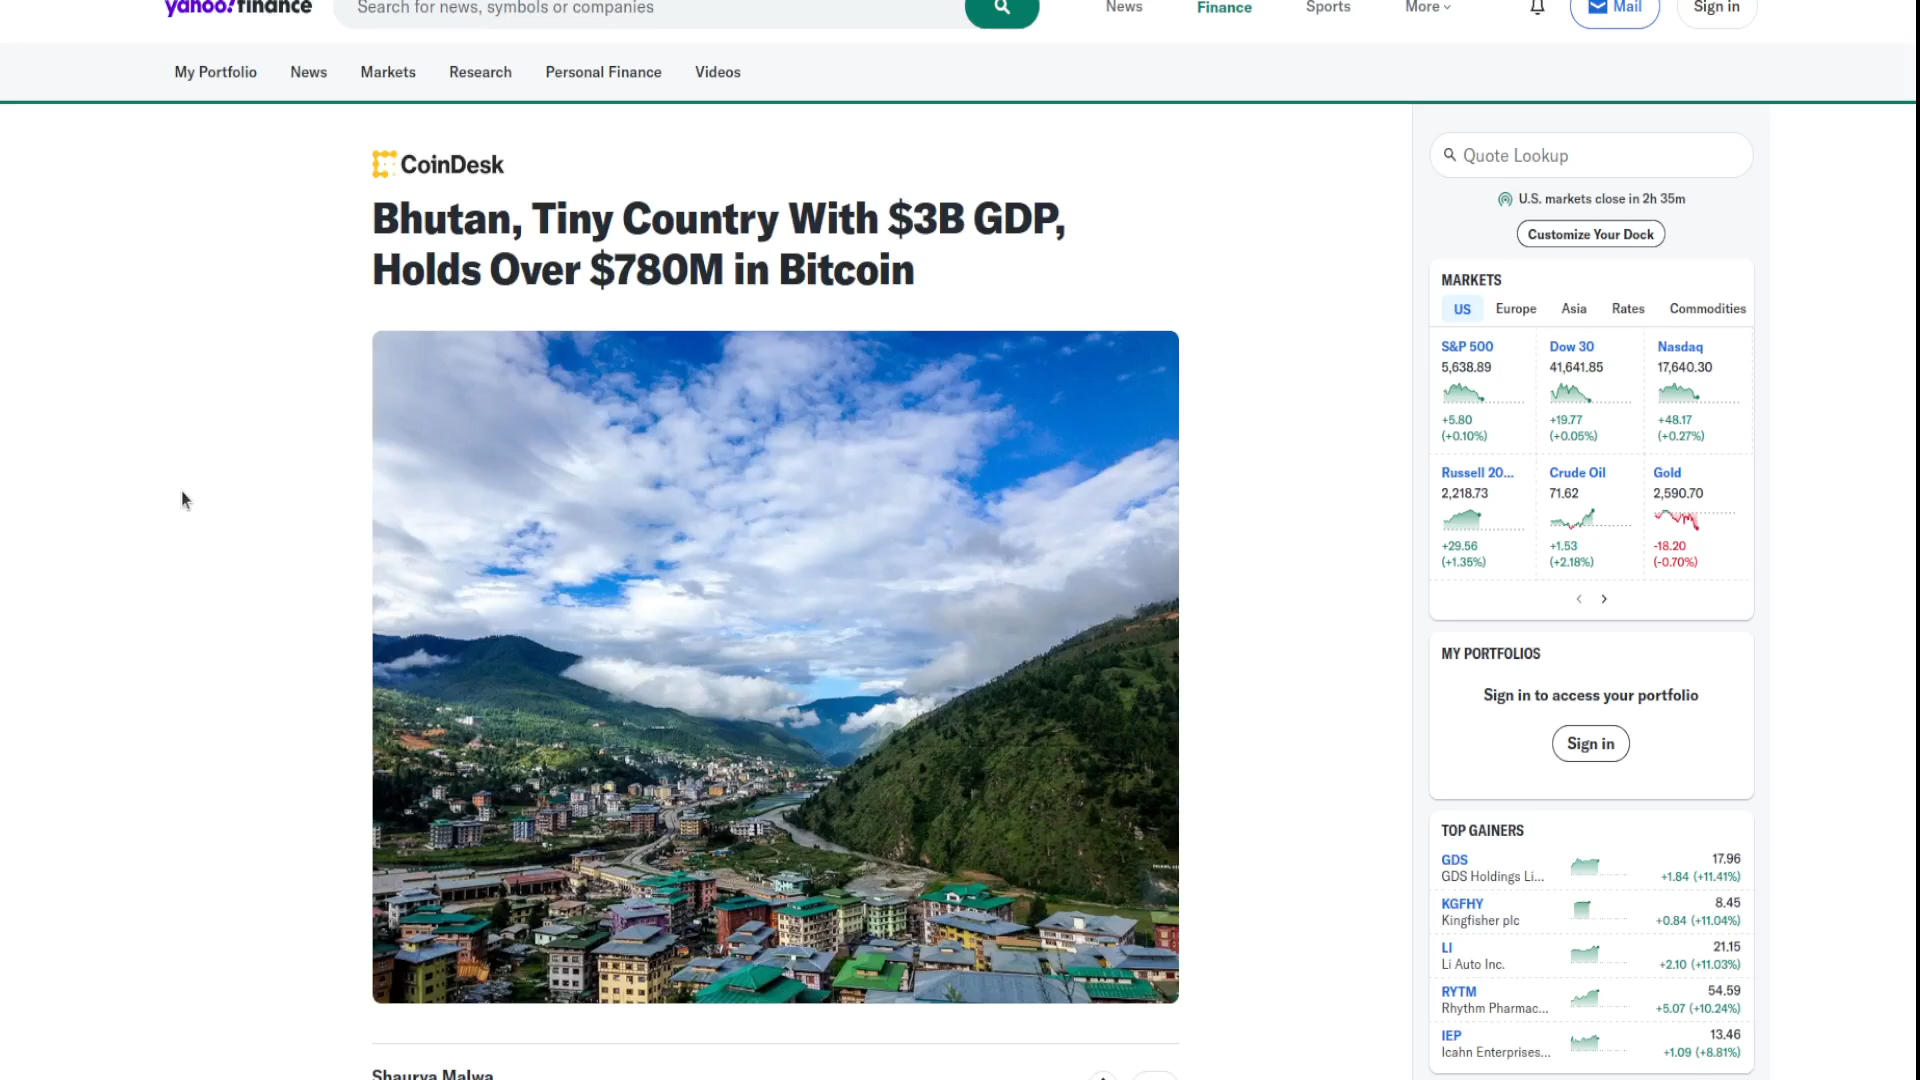 yahoo!finance
Search for news, symbols or companies
News
Finance
Sports
More
Mail
Sign in
My Portfolio
News
Markets
Research
Personal Finance
Videos
CoinDesk
Bhutan, Tiny Country With $3B GDP,
Holds Over $780M in Bitcoin
Shaurya Malwa
Quote Lookup
U.S. markets close in 2h 35m
Customize Your Dock
MARKETS
US Europe Asia Rates Commodities
S&P 500 Dow 30 Nasdaq
5,638.89 41,641.85 17,640.30
+5.80 +19.77 +48.17
(+0.10%) (+0.05%) (+0.27%)
Russell 20... Crude Oil Gold
2,218.73 71.62 2,590.70
+29.56 +1.53 -18.20
(+1.35%) (+2.18%) (-0.70%)
MY PORTFOLIOS
Sign in to access your portfolio
Sign in
TOP GAINERS
GDS 17.96
GDS Holdings Li... +1.84 (+11.41%)
KGFHY 8.45
Kingfisher plc +0.84 (+11.04%)
LI 21.15
Li Auto Inc. +2.10 (+11.03%)
RYTM 54.59
Rhythm Pharmac... +5.07 (+10.24%)
IEP 13.46
Icahn Enterprises... +1.09 (+8.81%)